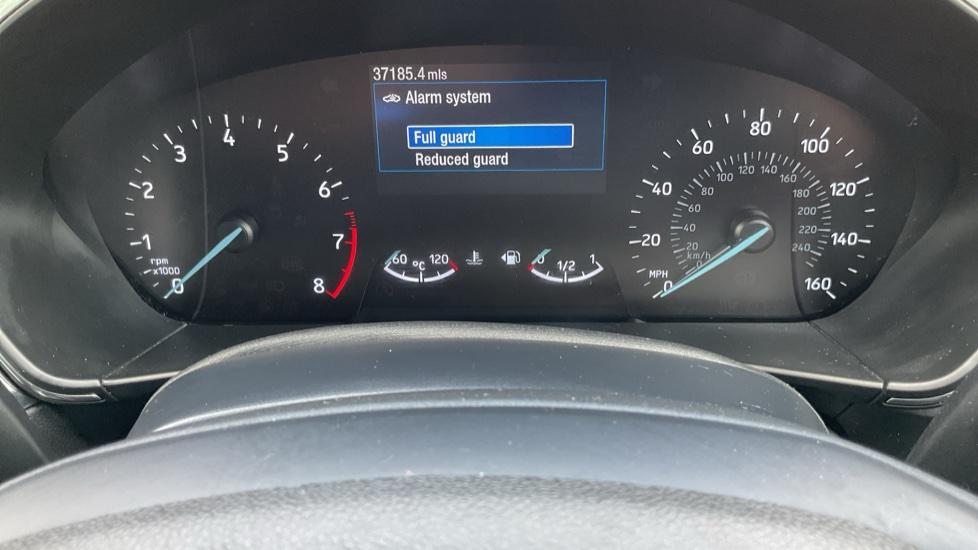 37185.4 mls
Alarm system
Full guard
Reduced guard
0 1 2 3 4 5 6 7 8
rpm
x1000
60 °C 120
0 1/2 1
0 20 40 60 80 100 120 140 160
MPH
0 20 40 60 80 100 120 140 160 180 200 220 240
km/h